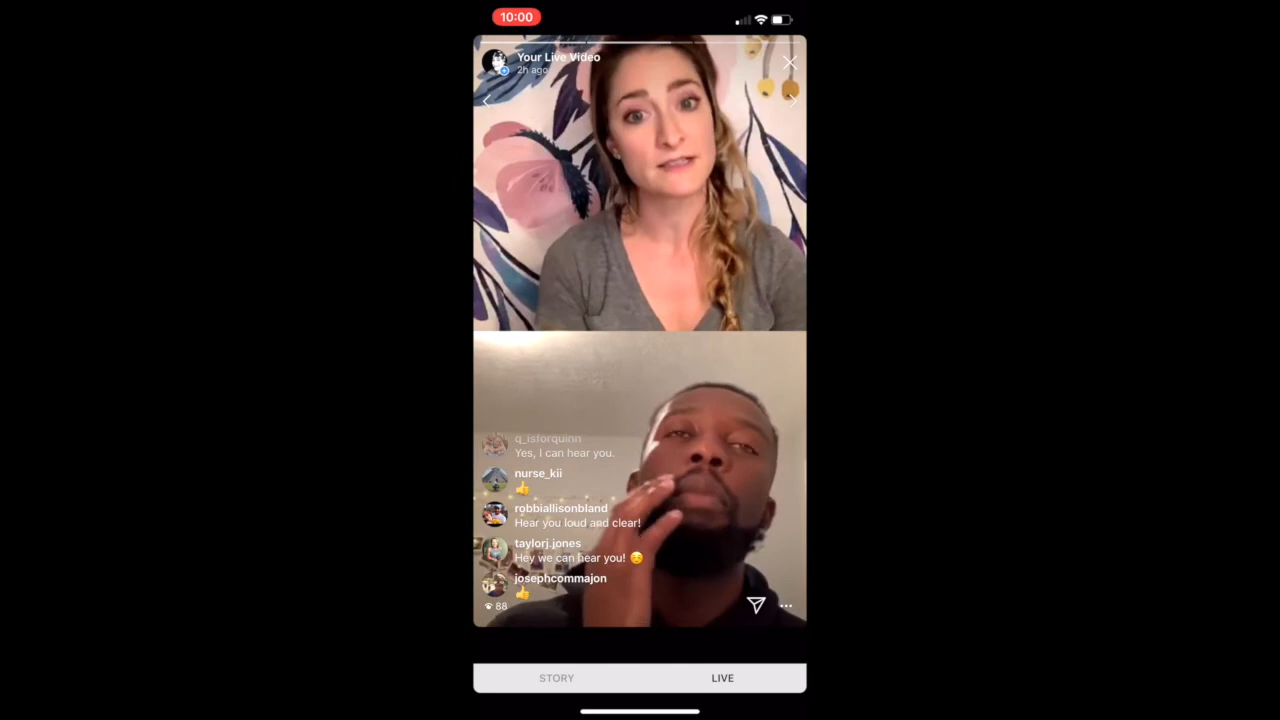 10:00
Your Live Video
2h ago
q_isforquinn
Yes, I can hear you.
nurse_kii
👍
robbiallisonbland
Hear you loud and clear!
taylorj.jones
Hey we can hear you! ☺️
josephcommajon
👍
88
STORY
LIVE